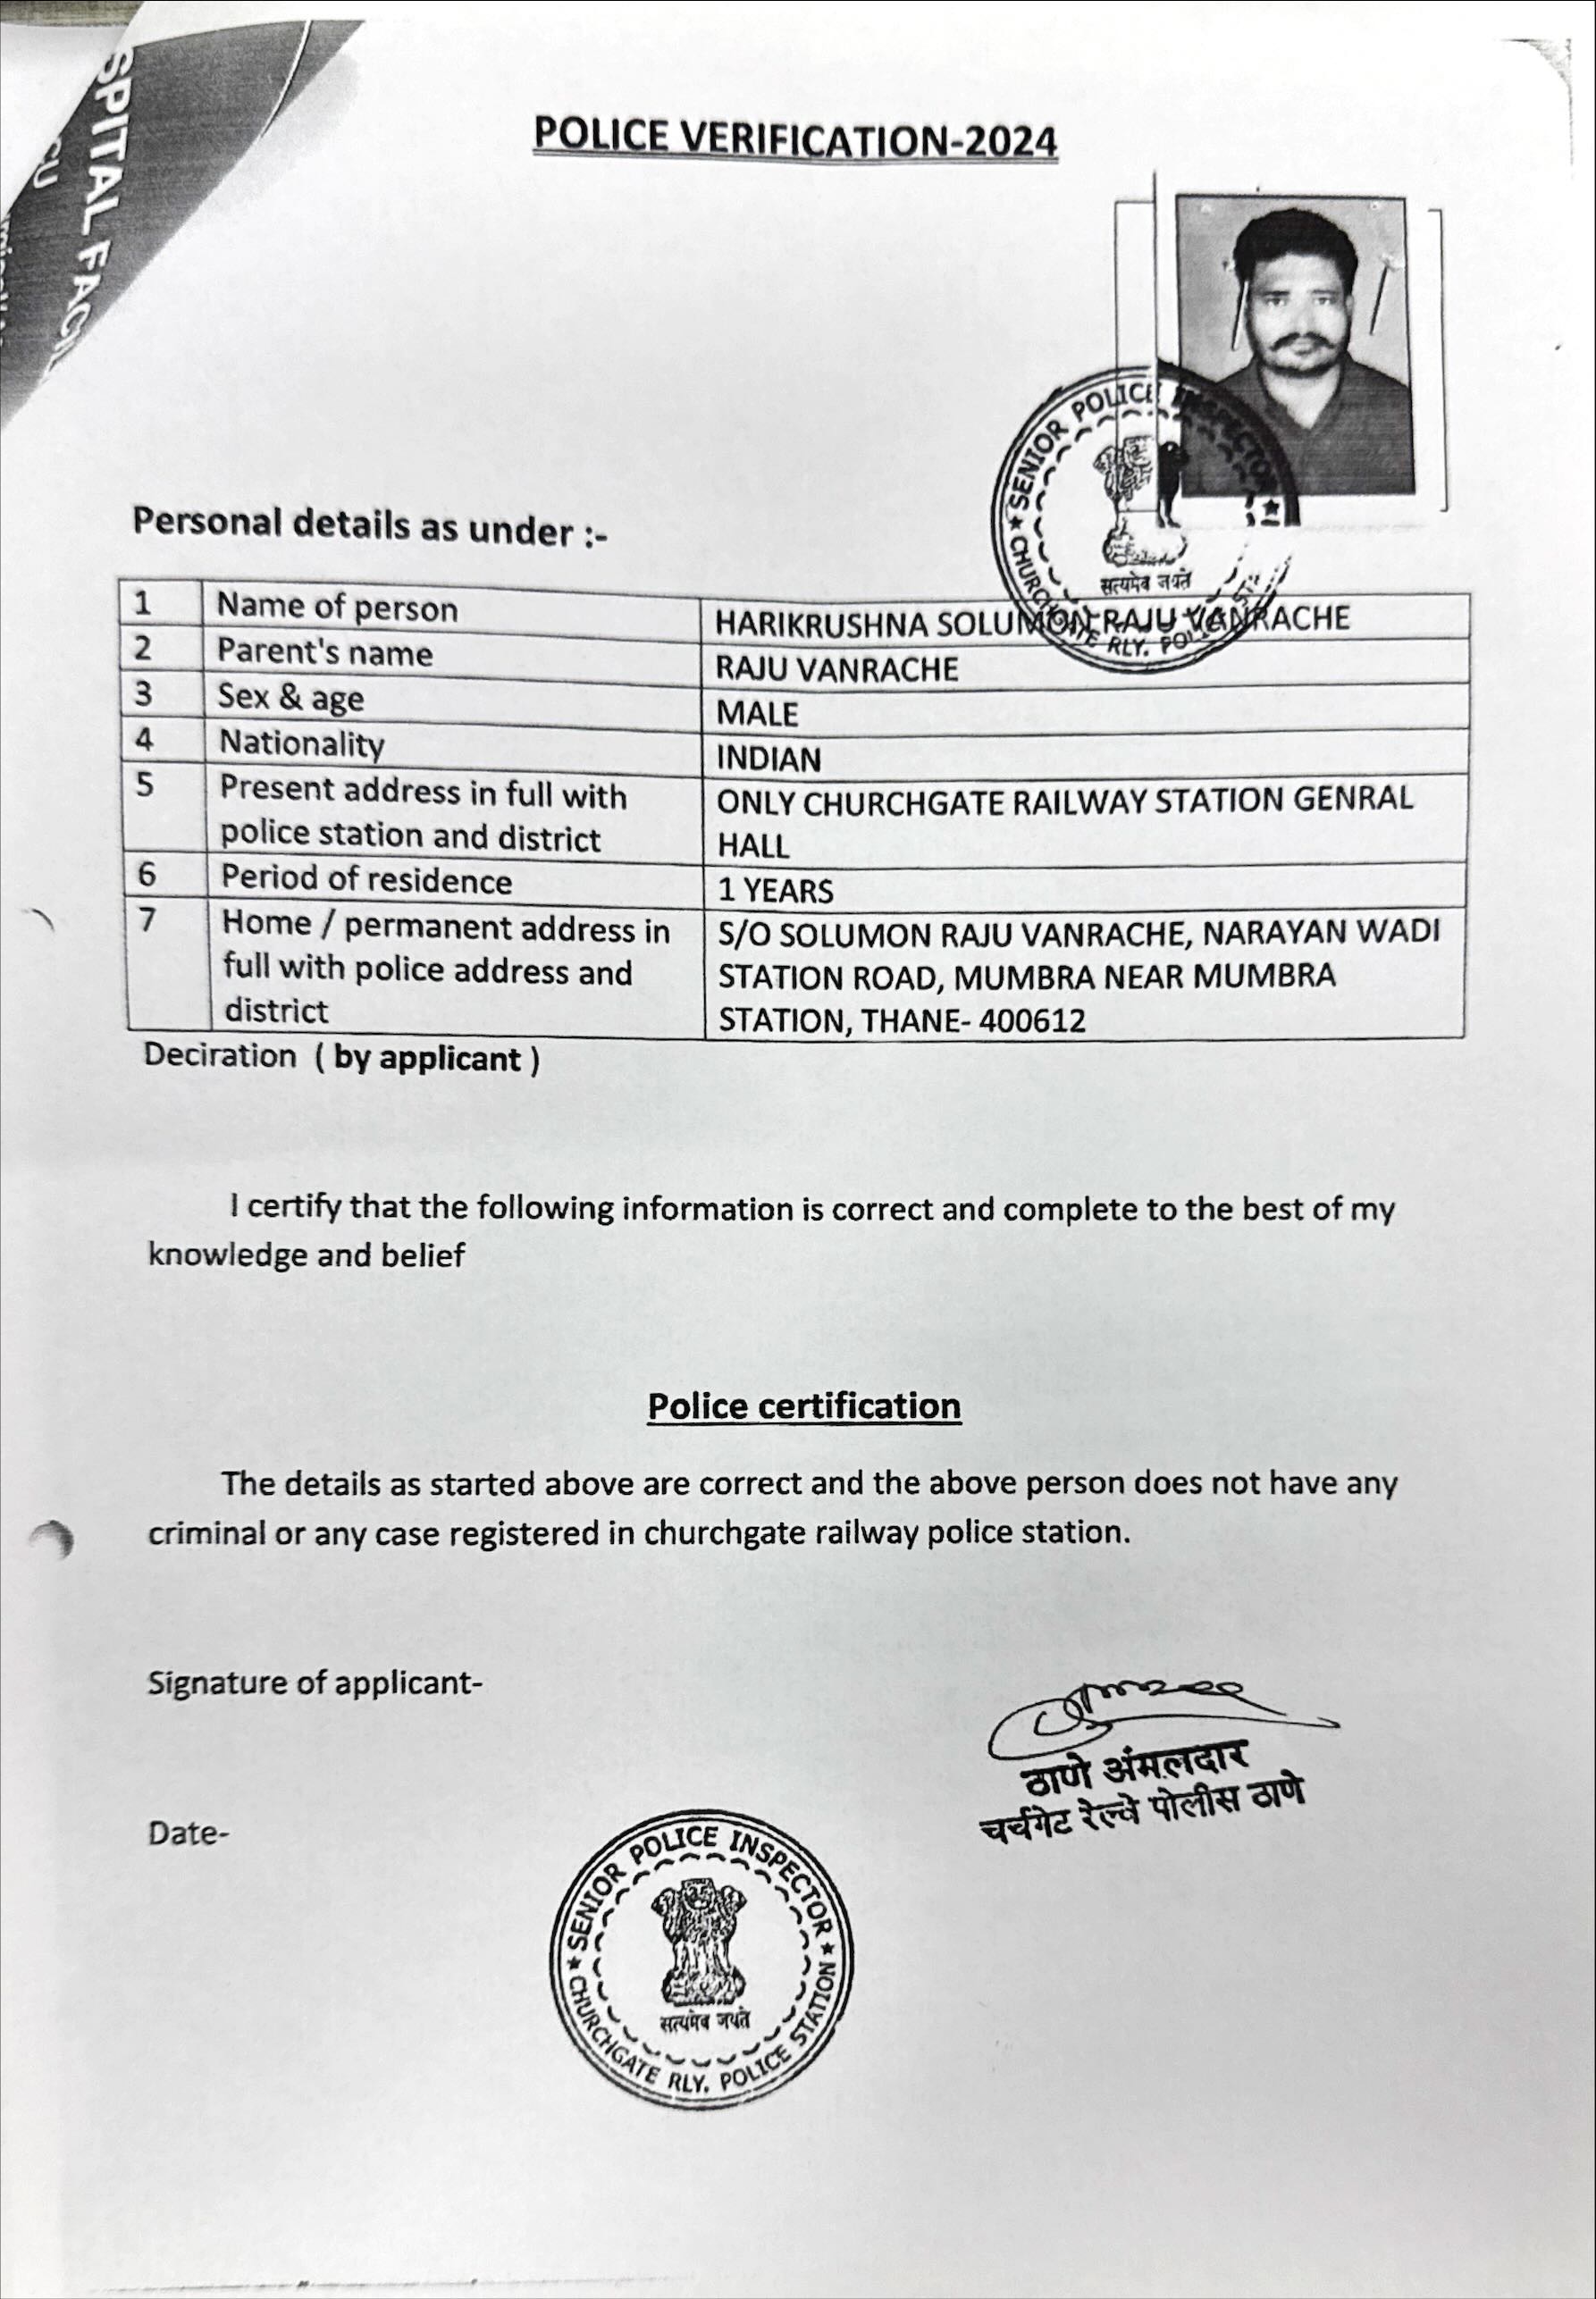 SPITAL FACI
CU
POLICE VERIFICATION-2024
★ SENIOR POLICE INSPECTOR ★
CHURCHGATE RLY. POLICE ST
सत्यमेव जयते
Personal details as under :-
1 Name of person HARIKRUSHNA SOLUMON RAJU VANRACHE
2 Parent's name RAJU VANRACHE
3 Sex & age MALE
4 Nationality INDIAN
5 Present address in full with ONLY CHURCHGATE RAILWAY STATION GENRAL
police station and district HALL
6 Period of residence 1 YEARS
7 Home / permanent address in S/O SOLUMON RAJU VANRACHE, NARAYAN WADI
full with police address and STATION ROAD, MUMBRA NEAR MUMBRA
district STATION, THANE- 400612
Deciration ( by applicant )
I certify that the following information is correct and complete to the best of my
knowledge and belief
Police certification
The details as started above are correct and the above person does not have any
criminal or any case registered in churchgate railway police station.
Signature of applicant-
ठाणे अंमलदार
चर्चगेट रेल्वे पोलीस ठाणे
Date-
★ SENIOR POLICE INSPECTOR ★
CHURCHGATE RLY. POLICE STATION
सत्यमेव जयते